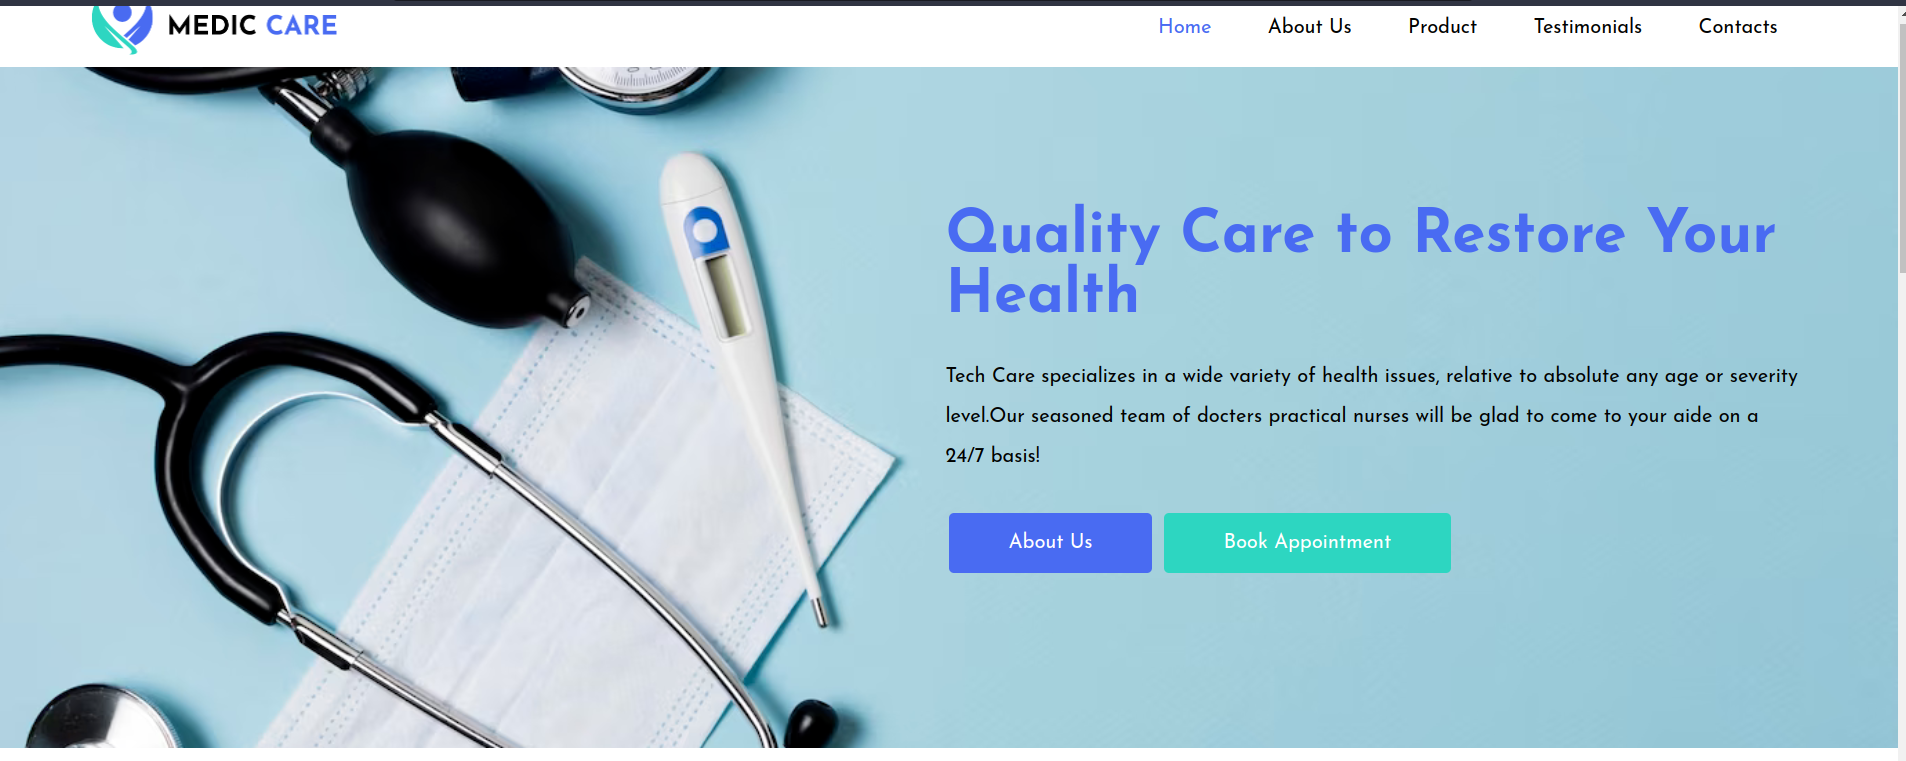 MEDIC CARE
Home About Us Product Testimonials Contacts
Quality Care to Restore Your
Health
Tech Care specializes in a wide variety of health issues, relative to absolute any age or severity
level.Our seasoned team of docters practical nurses will be glad to come to your aide on a
24/7 basis!
About Us Book Appointment